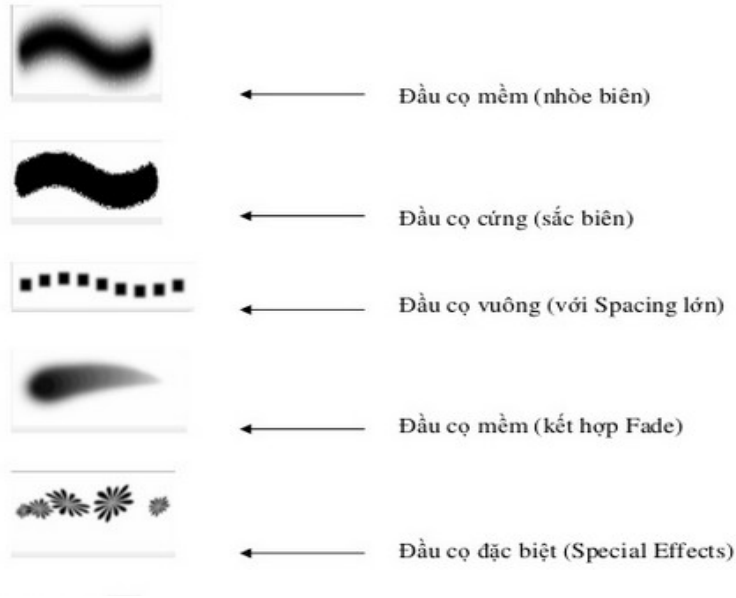 Đầu cọ mềm (nhòe biên)
Đầu cọ cứng (sắc biên)
Đầu cọ vuông (với Spacing lớn)
Đầu cọ mềm (kết hợp Fade)
Đầu cọ đặc biệt (Special Effects)